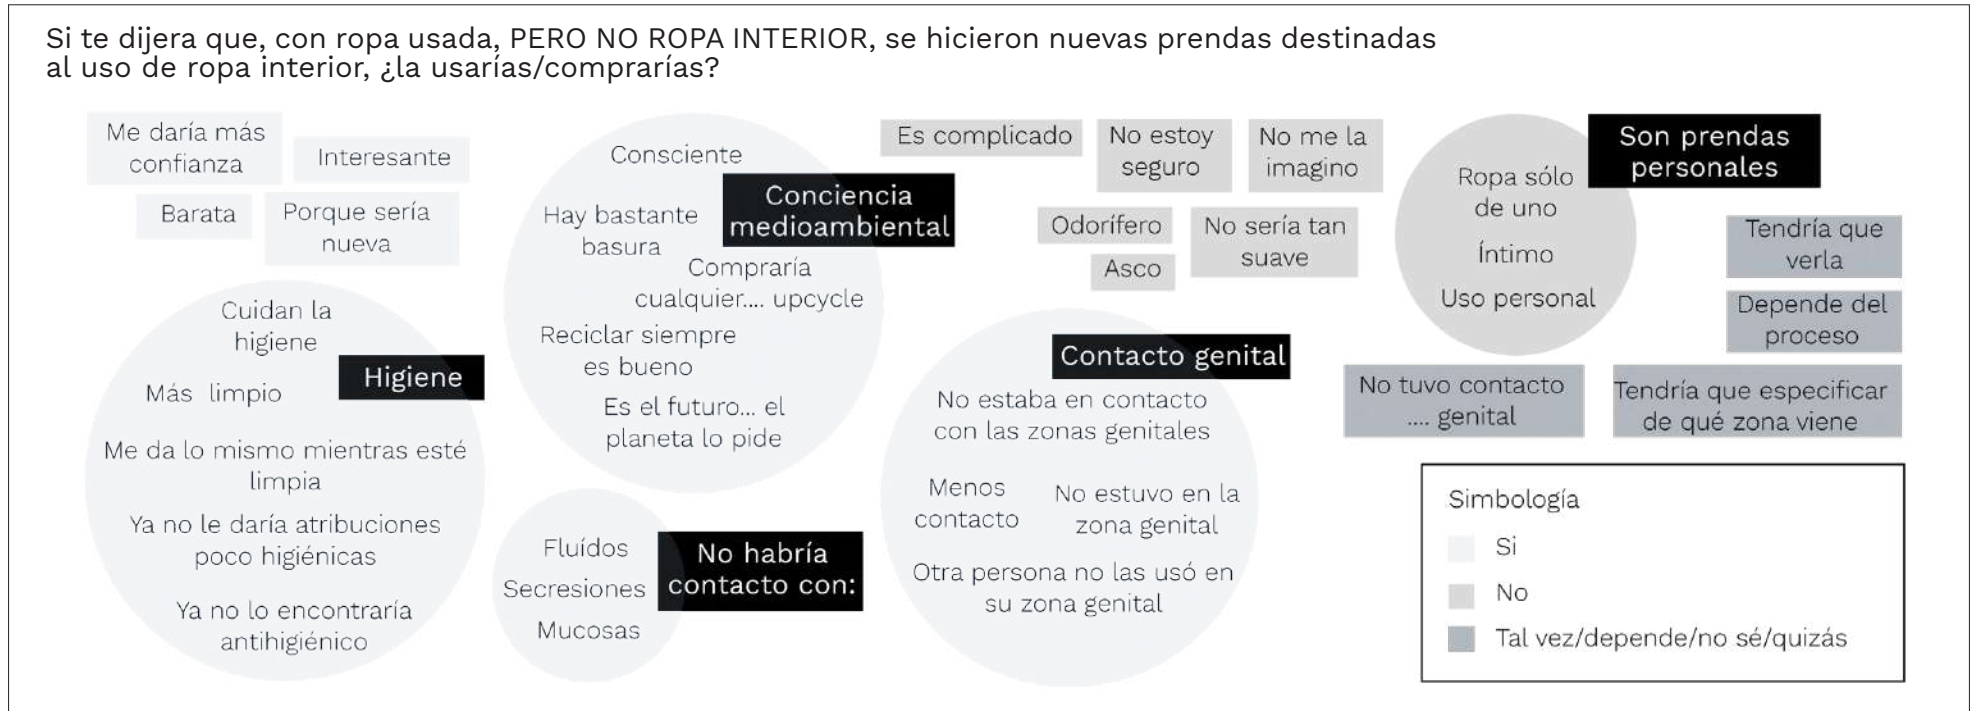 Si te dijera que, con ropa usada, PERO NO ROPA INTERIOR, se hicieron nuevas prendas destinadas
al uso de ropa interior, ¿la usarías/comprarías?
Me daría más
confianza
Interesante
Barata
Porque sería
nueva
Cuidan la
higiene
Higiene
Más limpio
Me da lo mismo mientras esté
limpia
Ya no le daría atribuciones
poco higiénicas
Ya no lo encontraría
antihigiénico
Consciente
Conciencia
medioambiental
Hay bastante
basura
Compraría
cualquier.... upcycle
Reciclar siempre
es bueno
Es el futuro... el
planeta lo pide
Fluídos
Secresiones
Mucosas
No habría
contacto con:
Es complicado
No estoy
seguro
No me la
imagino
Odorífero
No sería tan
suave
Asco
Contacto genital
No estaba en contacto
con las zonas genitales
Menos
contacto
No estuvo en la
zona genital
Otra persona no las usó en
su zona genital
Son prendas
personales
Ropa sólo
de uno
Íntimo
Uso personal
Tendría que
verla
Depende del
proceso
No tuvo contacto
.... genital
Tendría que especificar
de qué zona viene
Simbología
Si
No
Tal vez/depende/no sé/quizás